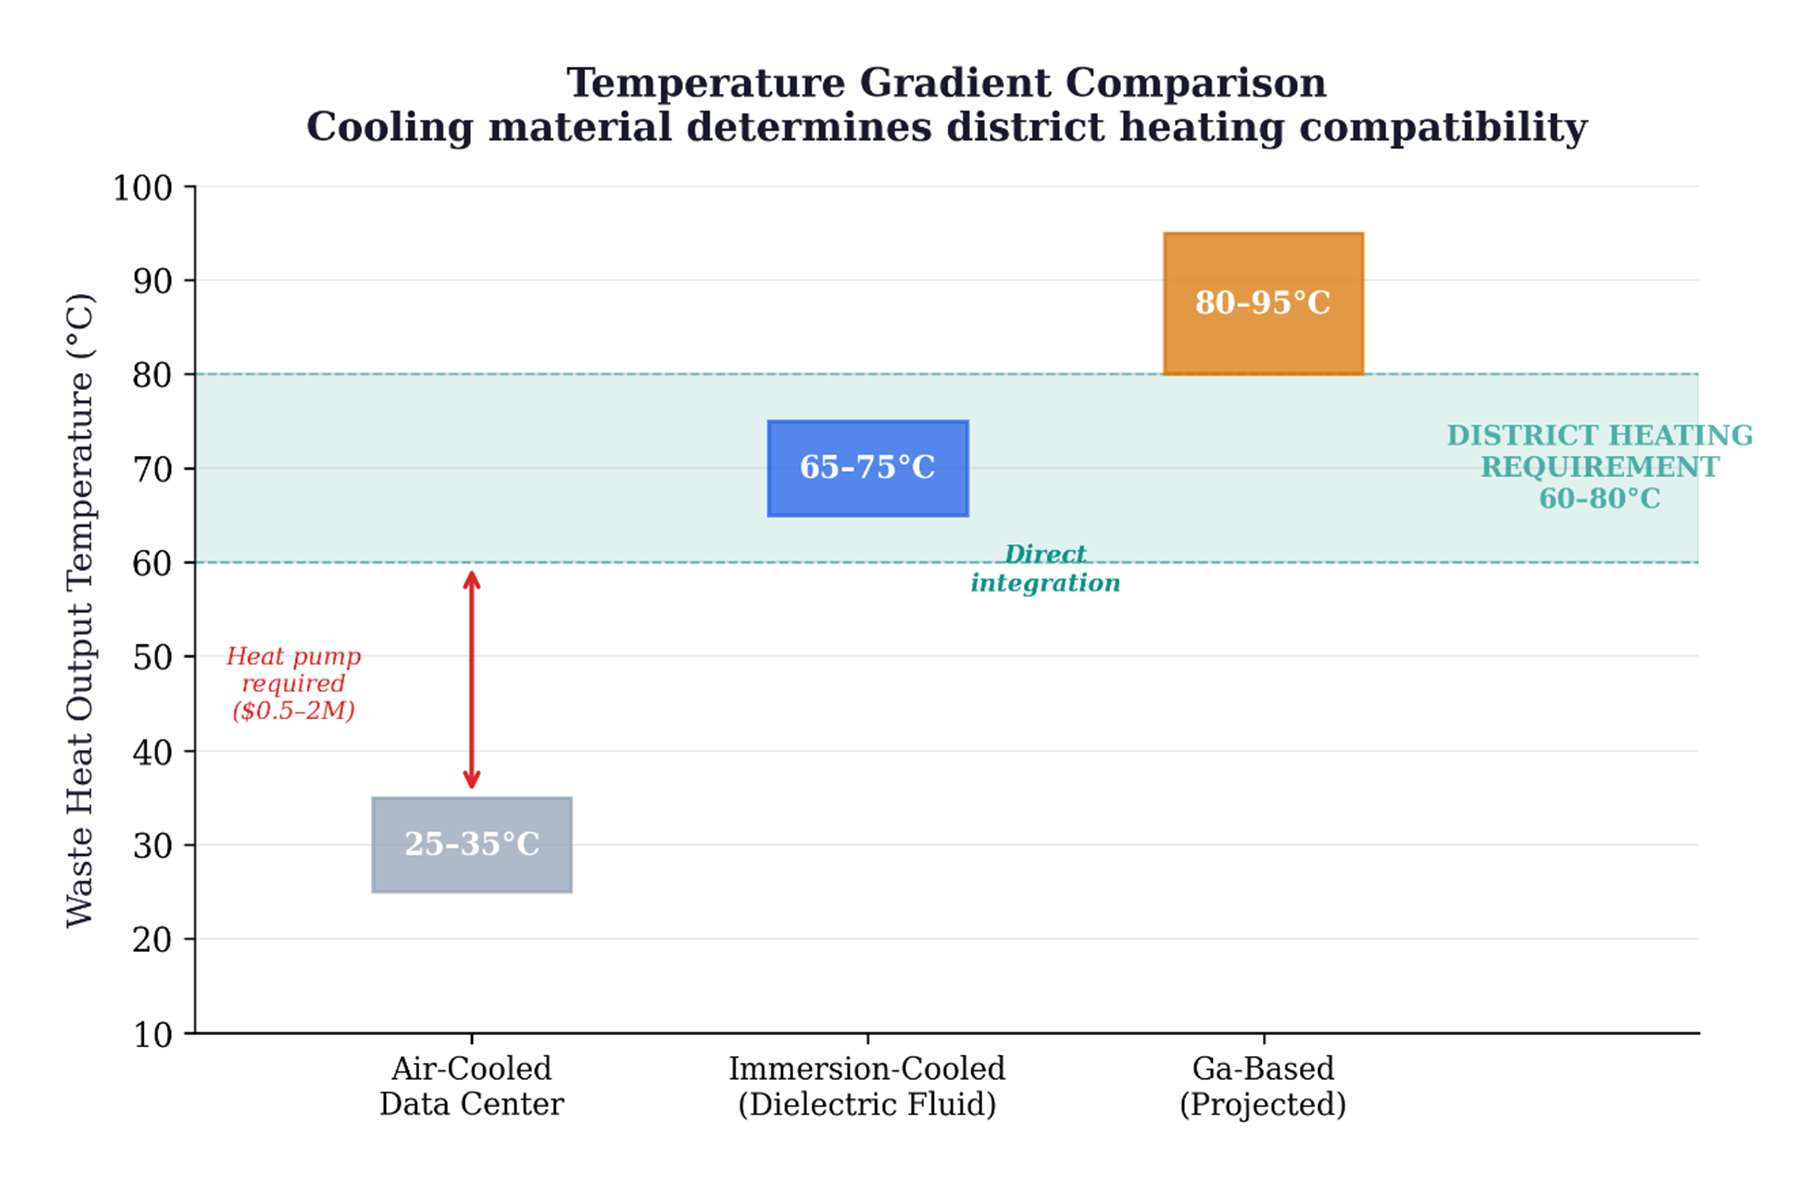 Temperature Gradient Comparison
Cooling material determines district heating compatibility
Waste Heat Output Temperature (°C)
100
90
80
70
60
50
40
30
20
10
80–95°C
65–75°C
DISTRICT HEATING
REQUIREMENT
60–80°C
Direct
integration
Heat pump
required
($0.5–2M)
25–35°C
Air-Cooled
Data Center
Immersion-Cooled
(Dielectric Fluid)
Ga-Based
(Projected)